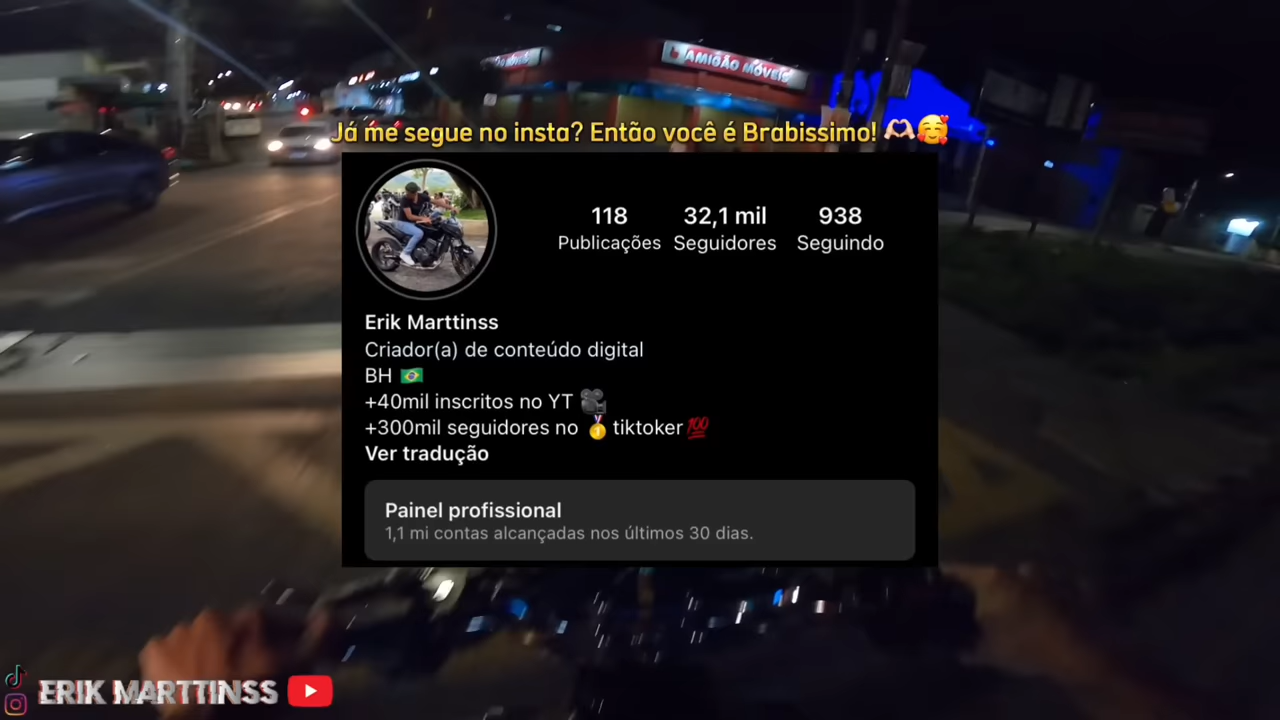 AMIGÃO MÓVEIS
Já me segue no insta? Então você é Brabissimo! 🫶🏻🥰
118 32,1 mil 938
Publicações Seguidores Seguindo
Erik Marttinss
Criador(a) de conteúdo digital
BH 🇧🇷
+40mil inscritos no YT 🎥
+300mil seguidores no 🥇tiktoker💯
Ver tradução
Painel profissional
1,1 mi contas alcançadas nos últimos 30 dias.
ERIK MARTTINSS